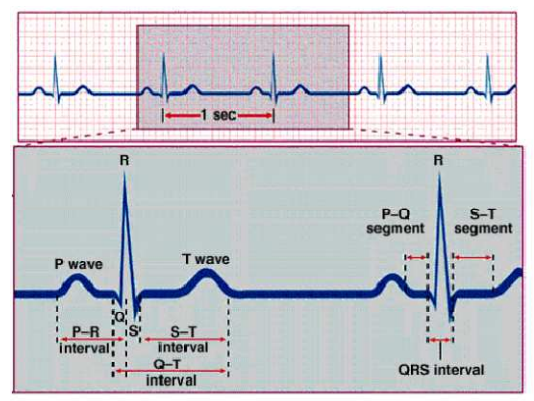 1 sec
R
R
P–Q
segment
S–T
segment
P wave
T wave
Q
S
P–R
interval
S–T
interval
Q–T
interval
QRS interval